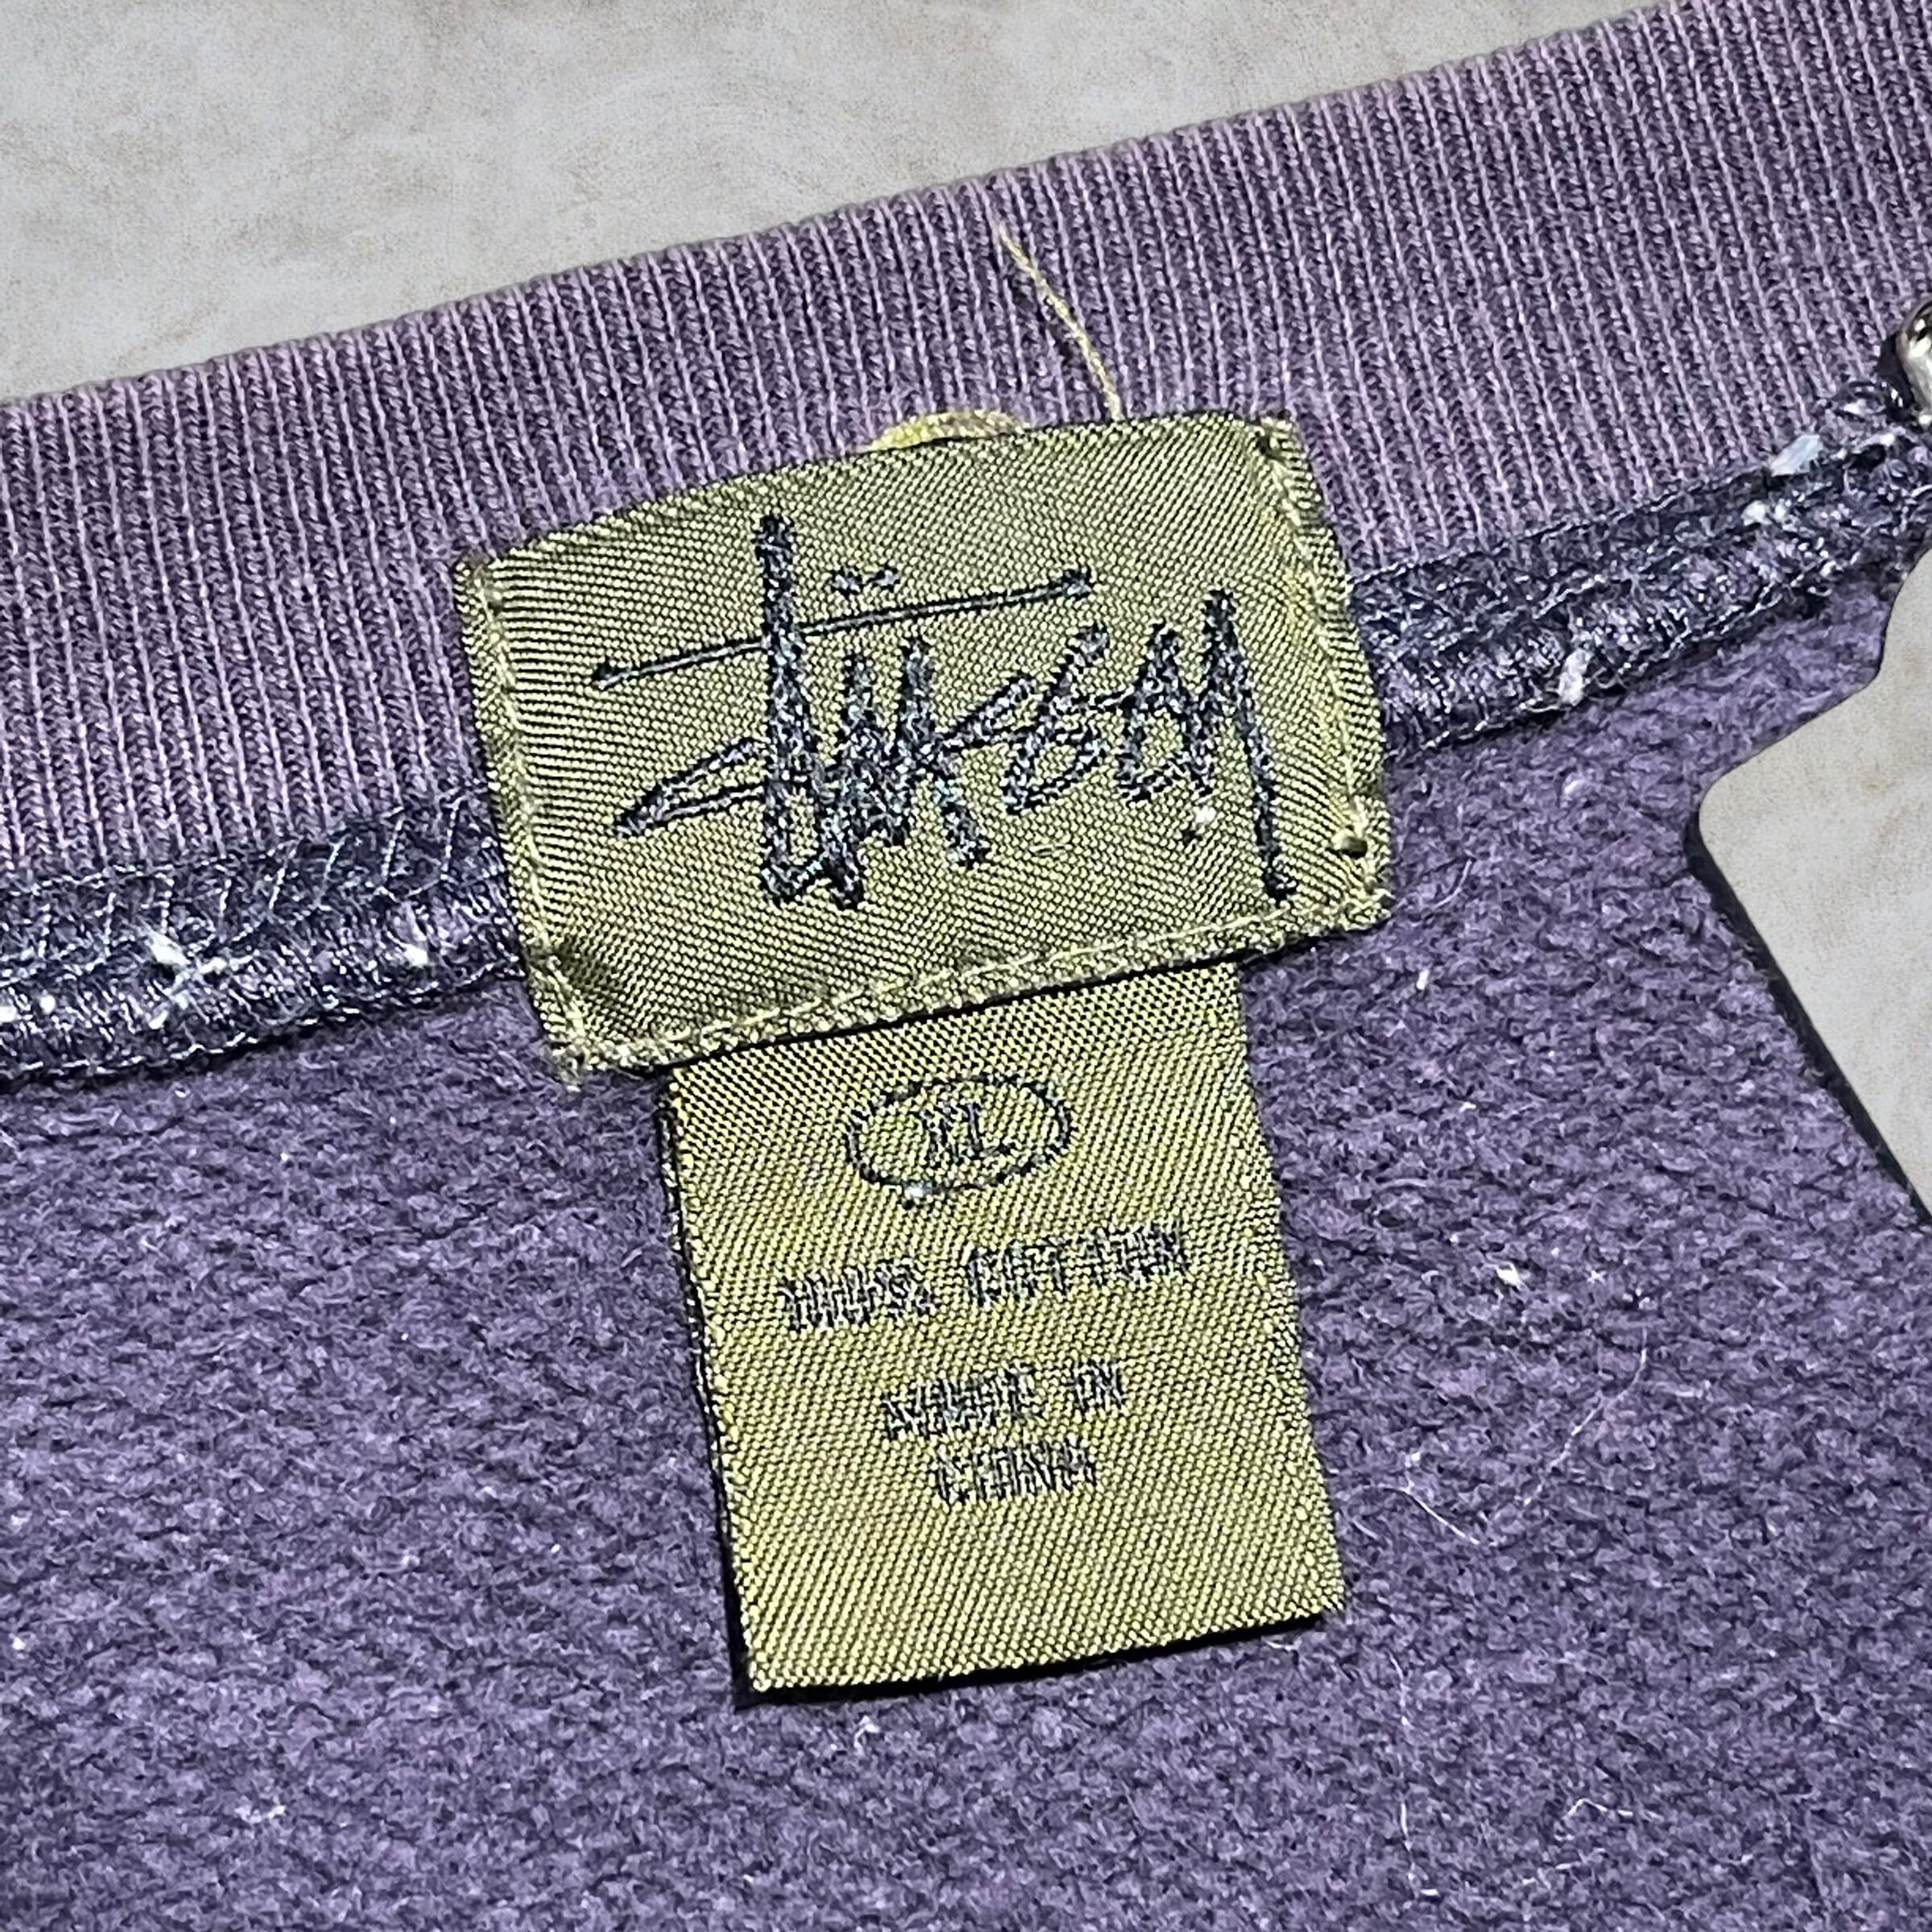 Stüssy
XL
100% COTTON
MADE IN
CHINA